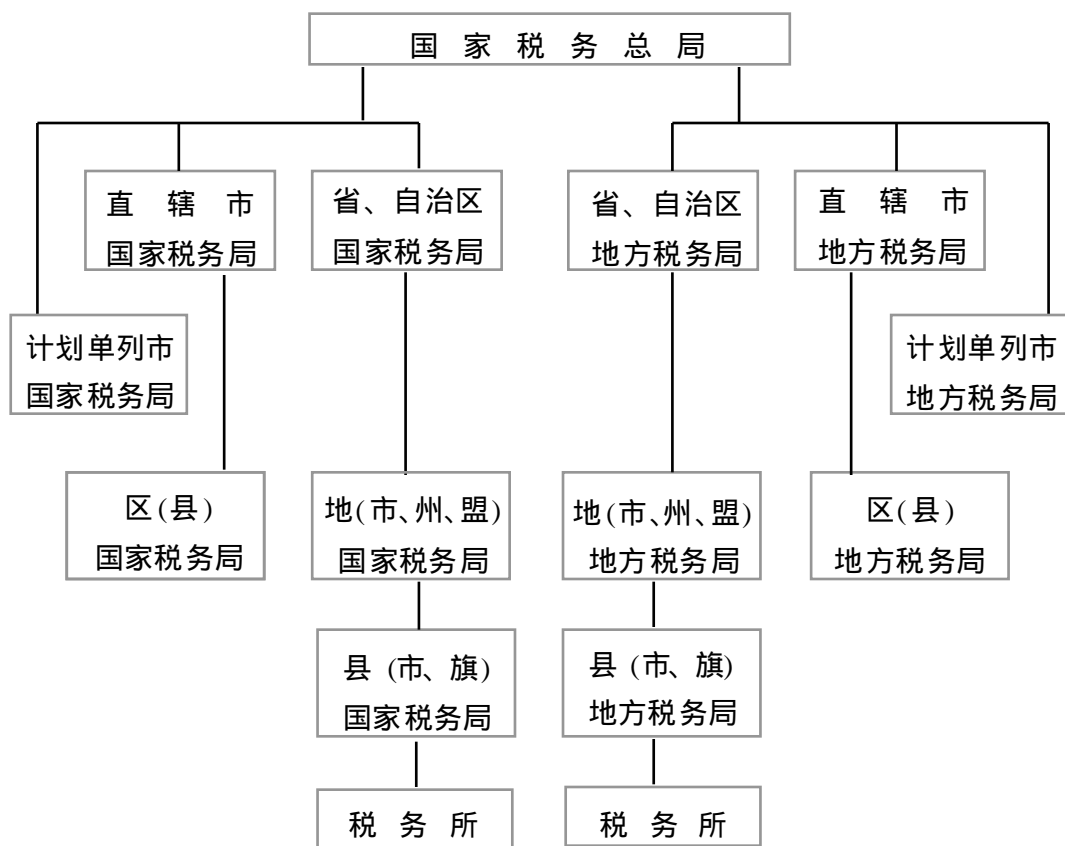 国家税务总局
直辖市
国家税务局
省、自治区
国家税务局
省、自治区
地方税务局
直辖市
地方税务局
计划单列市
国家税务局
计划单列市
地方税务局
区(县)
国家税务局
地(市、州、盟)
国家税务局
地(市、州、盟)
地方税务局
区(县)
地方税务局
县(市、旗)
国家税务局
县(市、旗)
地方税务局
税务所
税务所